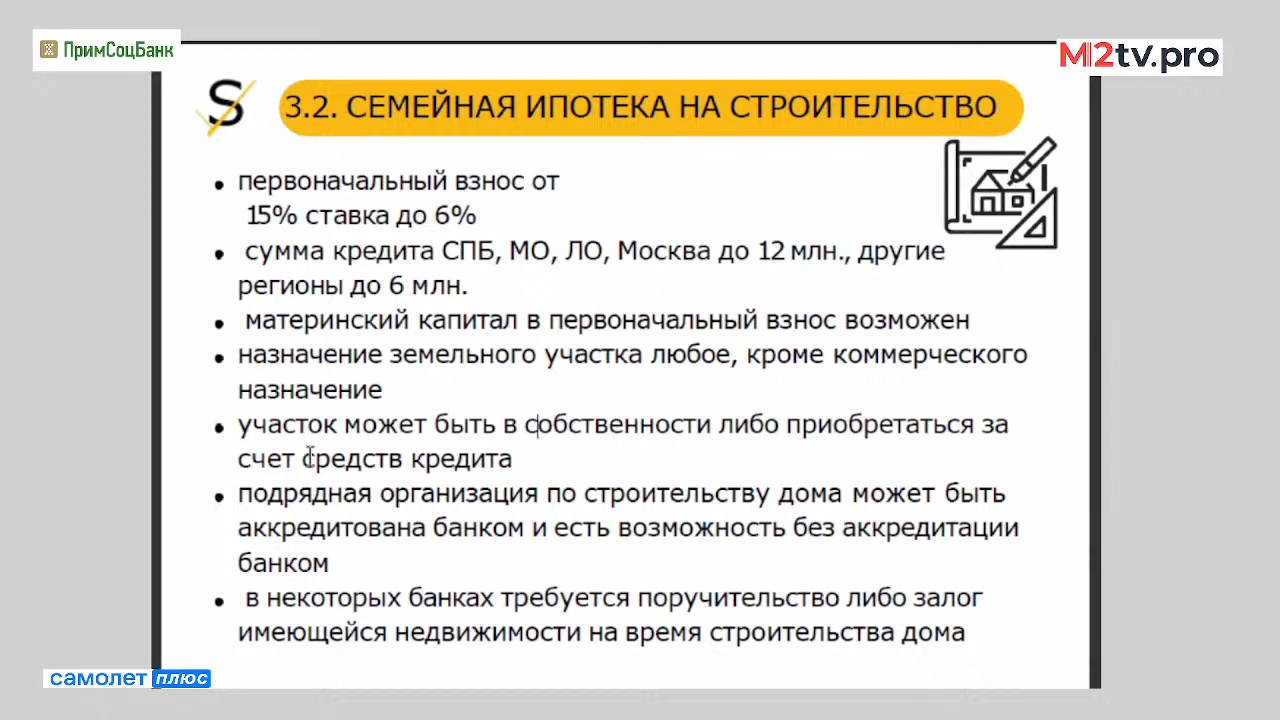 ПримСоцБанк
M2tv.pro
S
3.2. СЕМЕЙНАЯ ИПОТЕКА НА СТРОИТЕЛЬСТВО
• первоначальный взнос от
15% ставка до 6%
• сумма кредита СПБ, МО, ЛО, Москва до 12 млн., другие
регионы до 6 млн.
• материнский капитал в первоначальный взнос возможен
• назначение земельного участка любое, кроме коммерческого
назначение
• участок может быть в собственности либо приобретаться за
счет средств кредита
• подрядная организация по строительству дома может быть
аккредитована банком и есть возможность без аккредитации
банком
• в некоторых банках требуется поручительство либо залог
имеющейся недвижимости на время строительства дома
самолет плюс